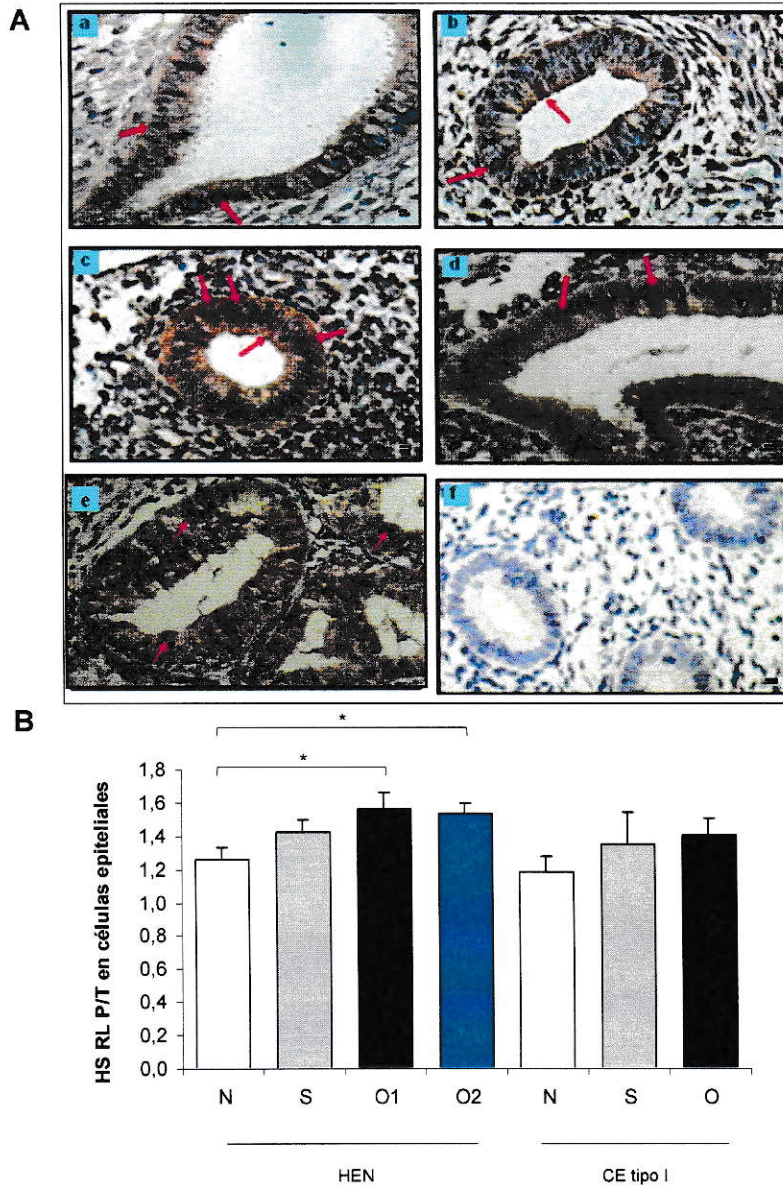 A
a
b
c
d
e
f
B
*
*
HS RL P/T en células epiteliales
1,8
1,6
1,4
1,2
1,0
0,8
0,6
0,4
0,2
0,0
N S O1 O2 N S O
HEN CE tipo I